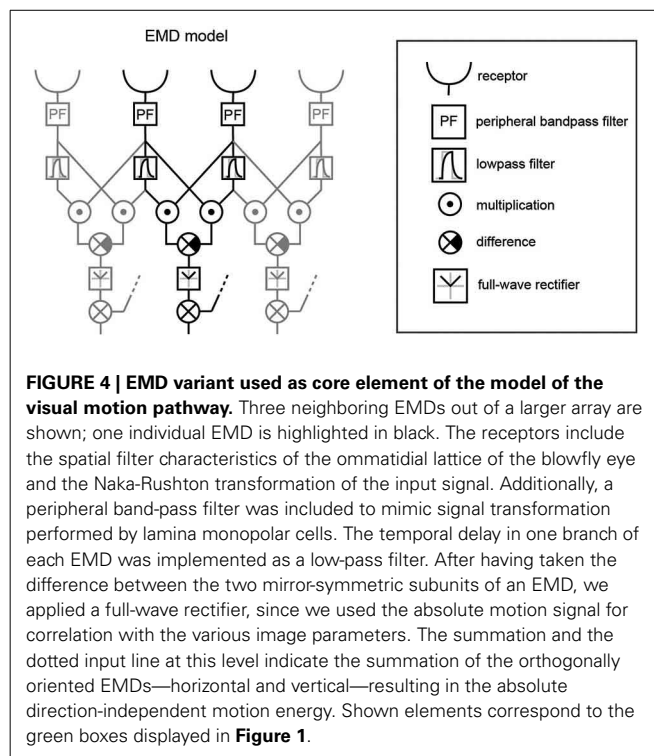 EMD model
PF
PF
PF
PF
receptor
PF peripheral bandpass filter
lowpass filter
multiplication
difference
full-wave rectifier
FIGURE 4 | EMD variant used as core element of the model of the
visual motion pathway. Three neighboring EMDs out of a larger array are
shown; one individual EMD is highlighted in black. The receptors include
the spatial filter characteristics of the ommatidial lattice of the blowfly eye
and the Naka-Rushton transformation of the input signal. Additionally, a
peripheral band-pass filter was included to mimic signal transformation
performed by lamina monopolar cells. The temporal delay in one branch of
each EMD was implemented as a low-pass filter. After having taken the
difference between the two mirror-symmetric subunits of an EMD, we
applied a full-wave rectifier, since we used the absolute motion signal for
correlation with the various image parameters. The summation and the
dotted input line at this level indicate the summation of the orthogonally
oriented EMDs—horizontal and vertical—resulting in the absolute
direction-independent motion energy. Shown elements correspond to the
green boxes displayed in Figure 1.